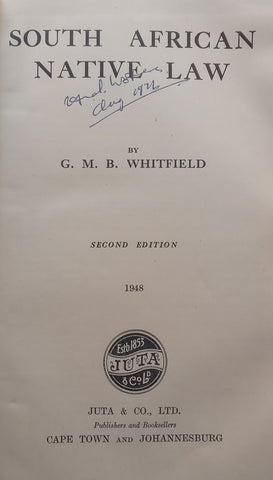 SOUTH AFRICAN
NATIVE LAW
BY
G. M. B. WHITFIELD
SECOND EDITION
1948
Estb 1853
JUTA
& Co LD
JUTA & CO., LTD.
Publishers and Booksellers
CAPE TOWN AND JOHANNESBURG